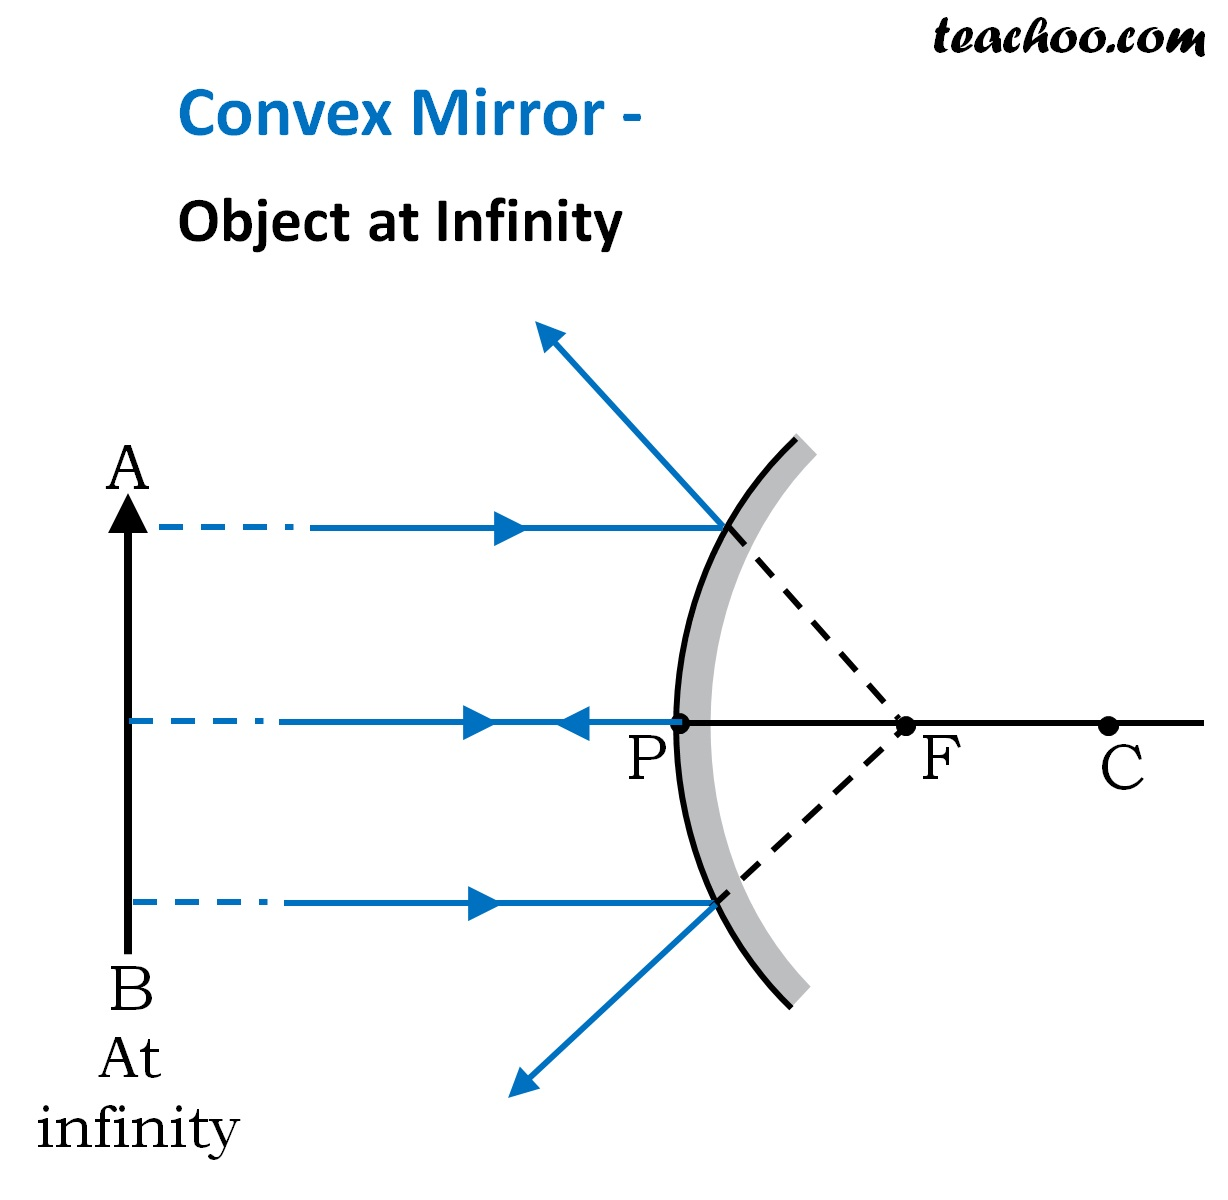 teachoo.com
Convex Mirror -
Object at Infinity
A
P
F
C
B
At
infinity